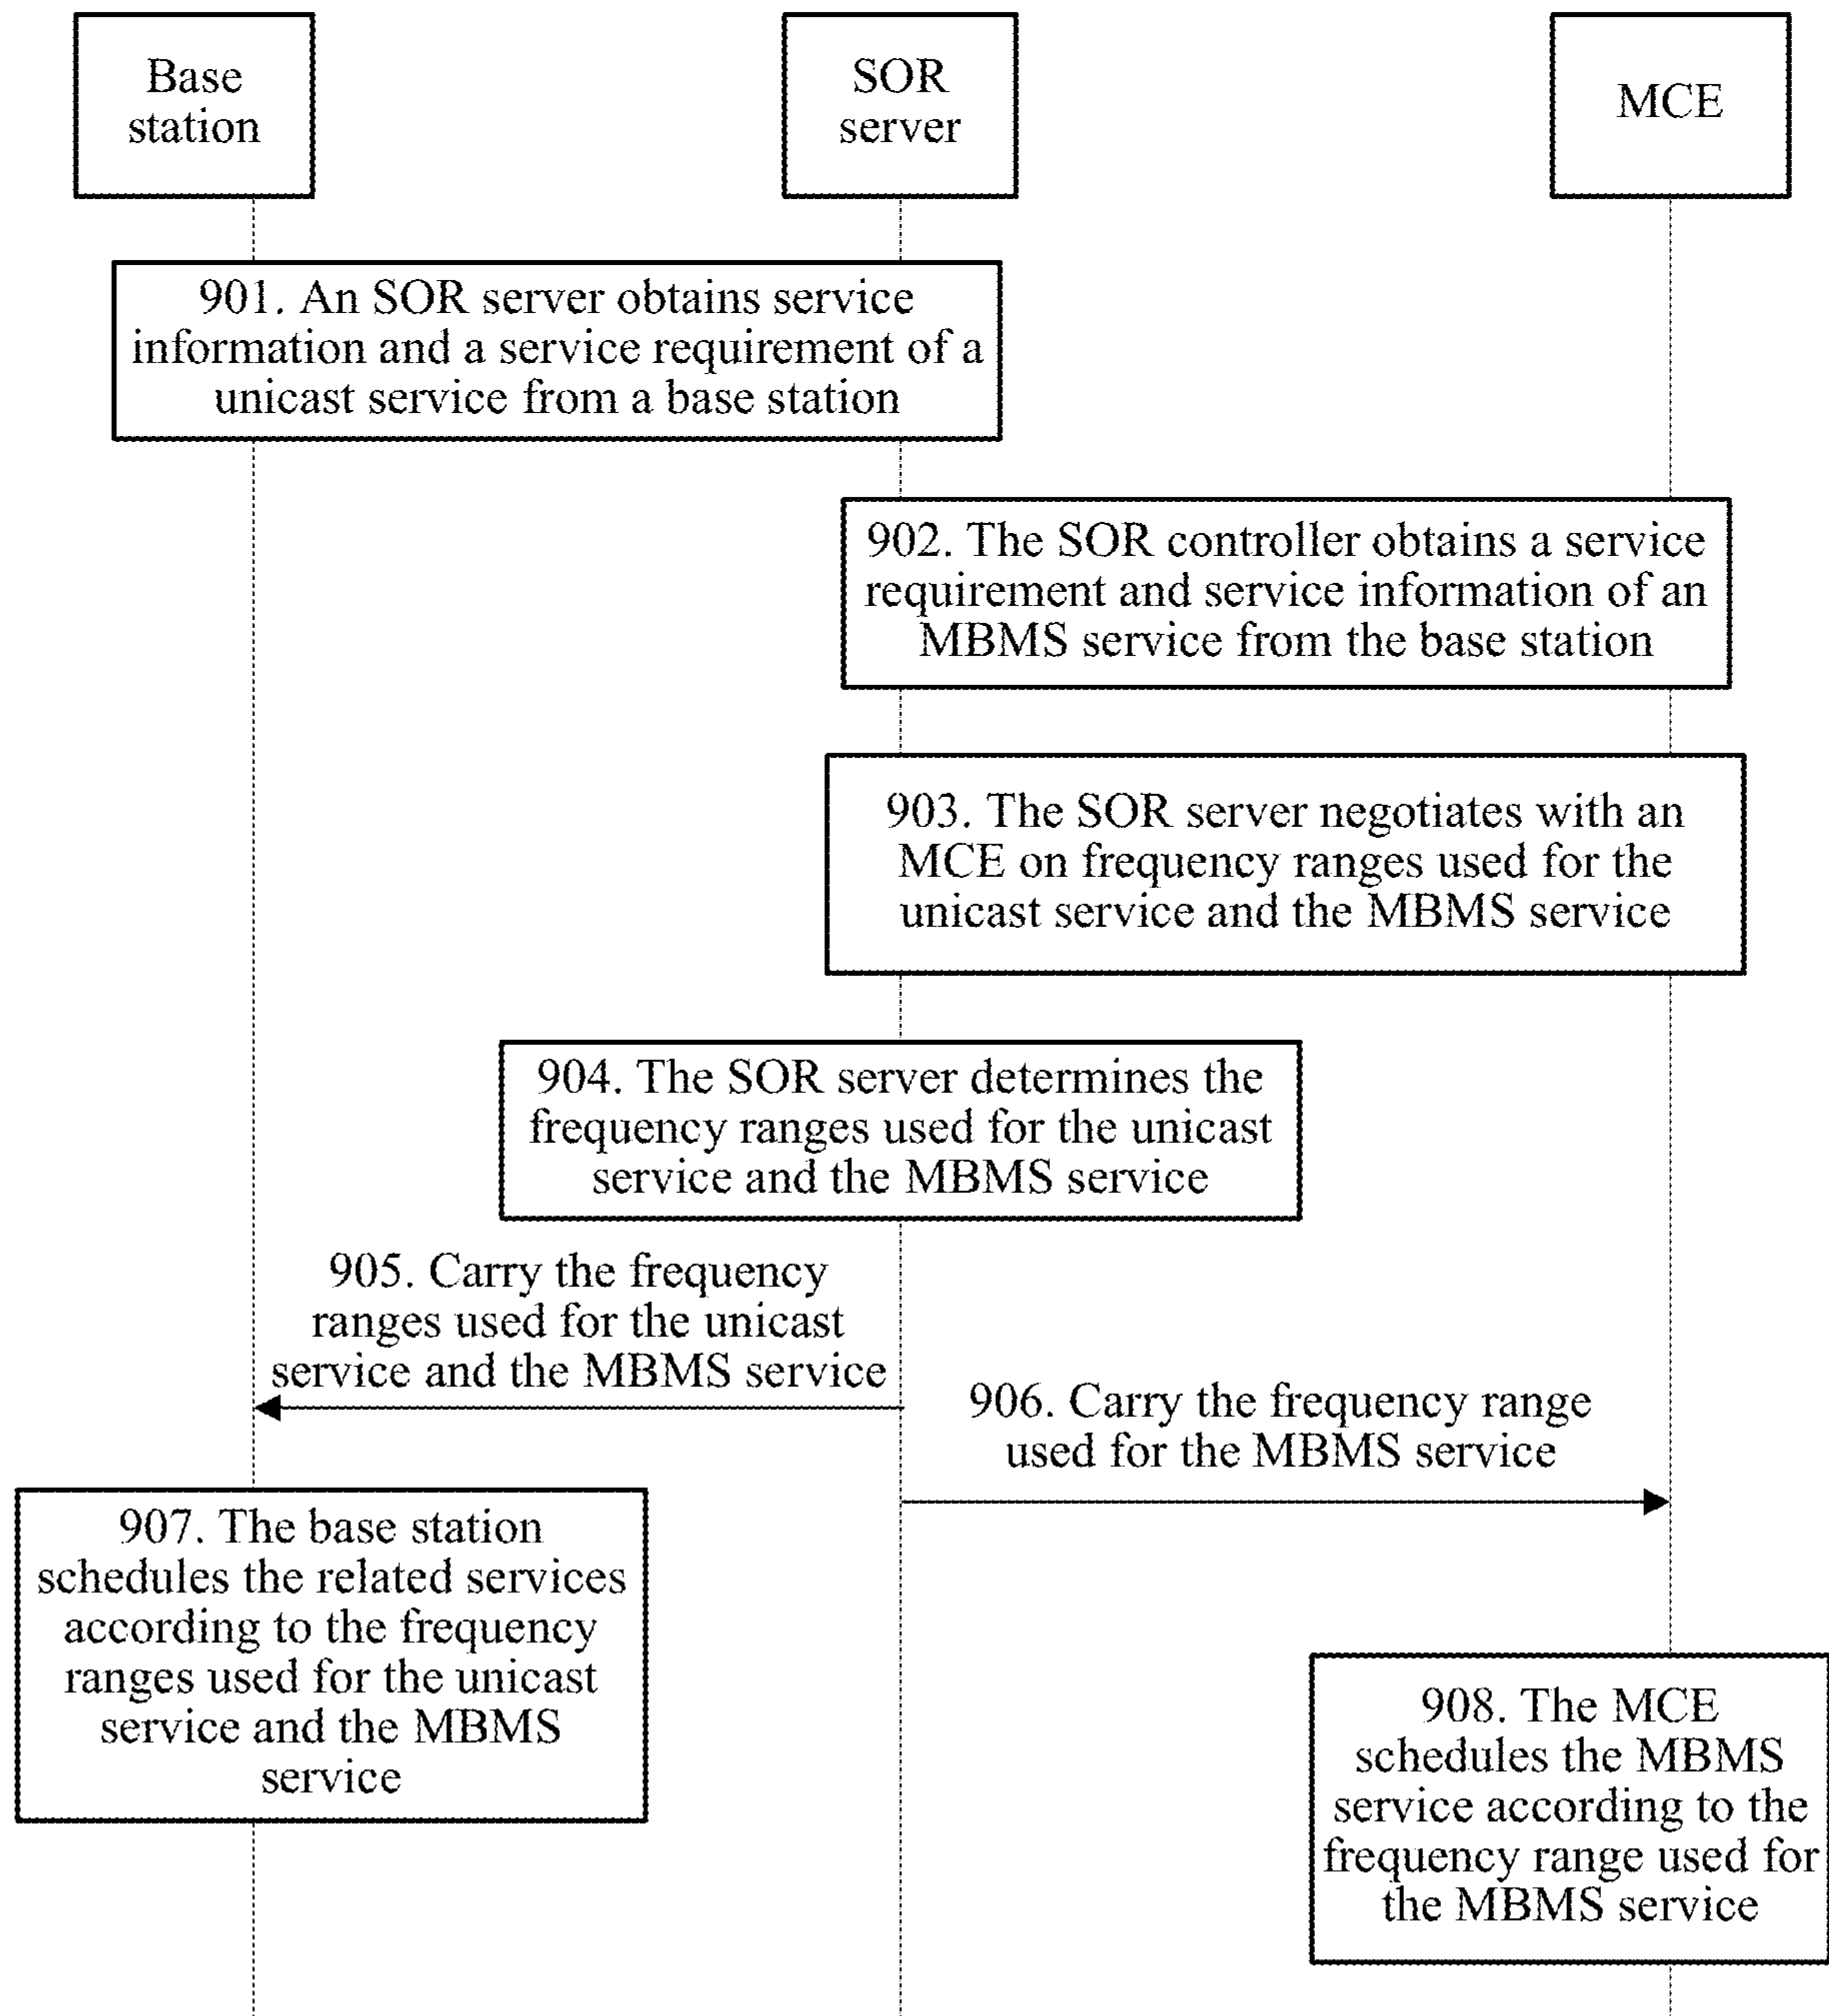 Base
station
SOR
server
MCE
901. An SOR server obtains service
information and a service requirement of a
unicast service from a base station
902. The SOR controller obtains a service
requirement and service information of an
MBMS service from the base station
903. The SOR server negotiates with an
MCE on frequency ranges used for the
unicast service and the MBMS service
904. The SOR server determines the
frequency ranges used for the unicast
service and the MBMS service
905. Carry the frequency
ranges used for the unicast
service and the MBMS service
906. Carry the frequency range
used for the MBMS service
907. The base station
schedules the related services
according to the frequency
ranges used for the unicast
service and the MBMS
service
908. The MCE
schedules the MBMS
service according to the
frequency range used for
the MBMS service